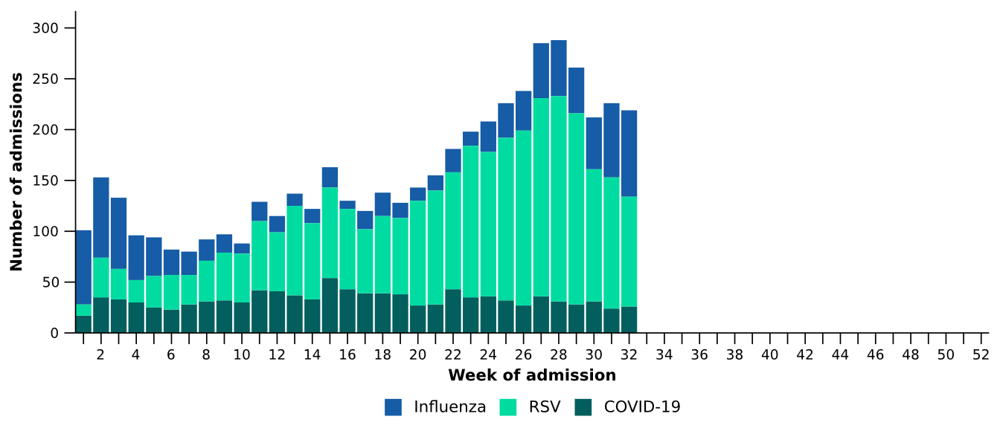 Number of admissions
300
250
200
150
100
50
0
2 4 6 8 10 12 14 16 18 20 22 24 26 28 30 32 34 36 38 40 42 44 46 48 50 52
Week of admission
Influenza RSV COVID-19